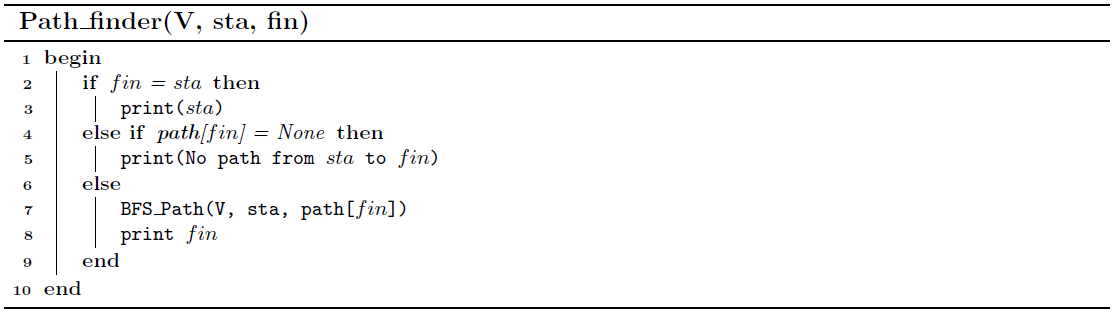 Path_finder(V, sta, fin)
1 begin
2 if fin = sta then
3 print(sta)
4 else if path[fin] = None then
5 print(No path from sta to fin)
6 else
7 BFS_Path(V, sta, path[fin])
8 print fin
9 end
10 end